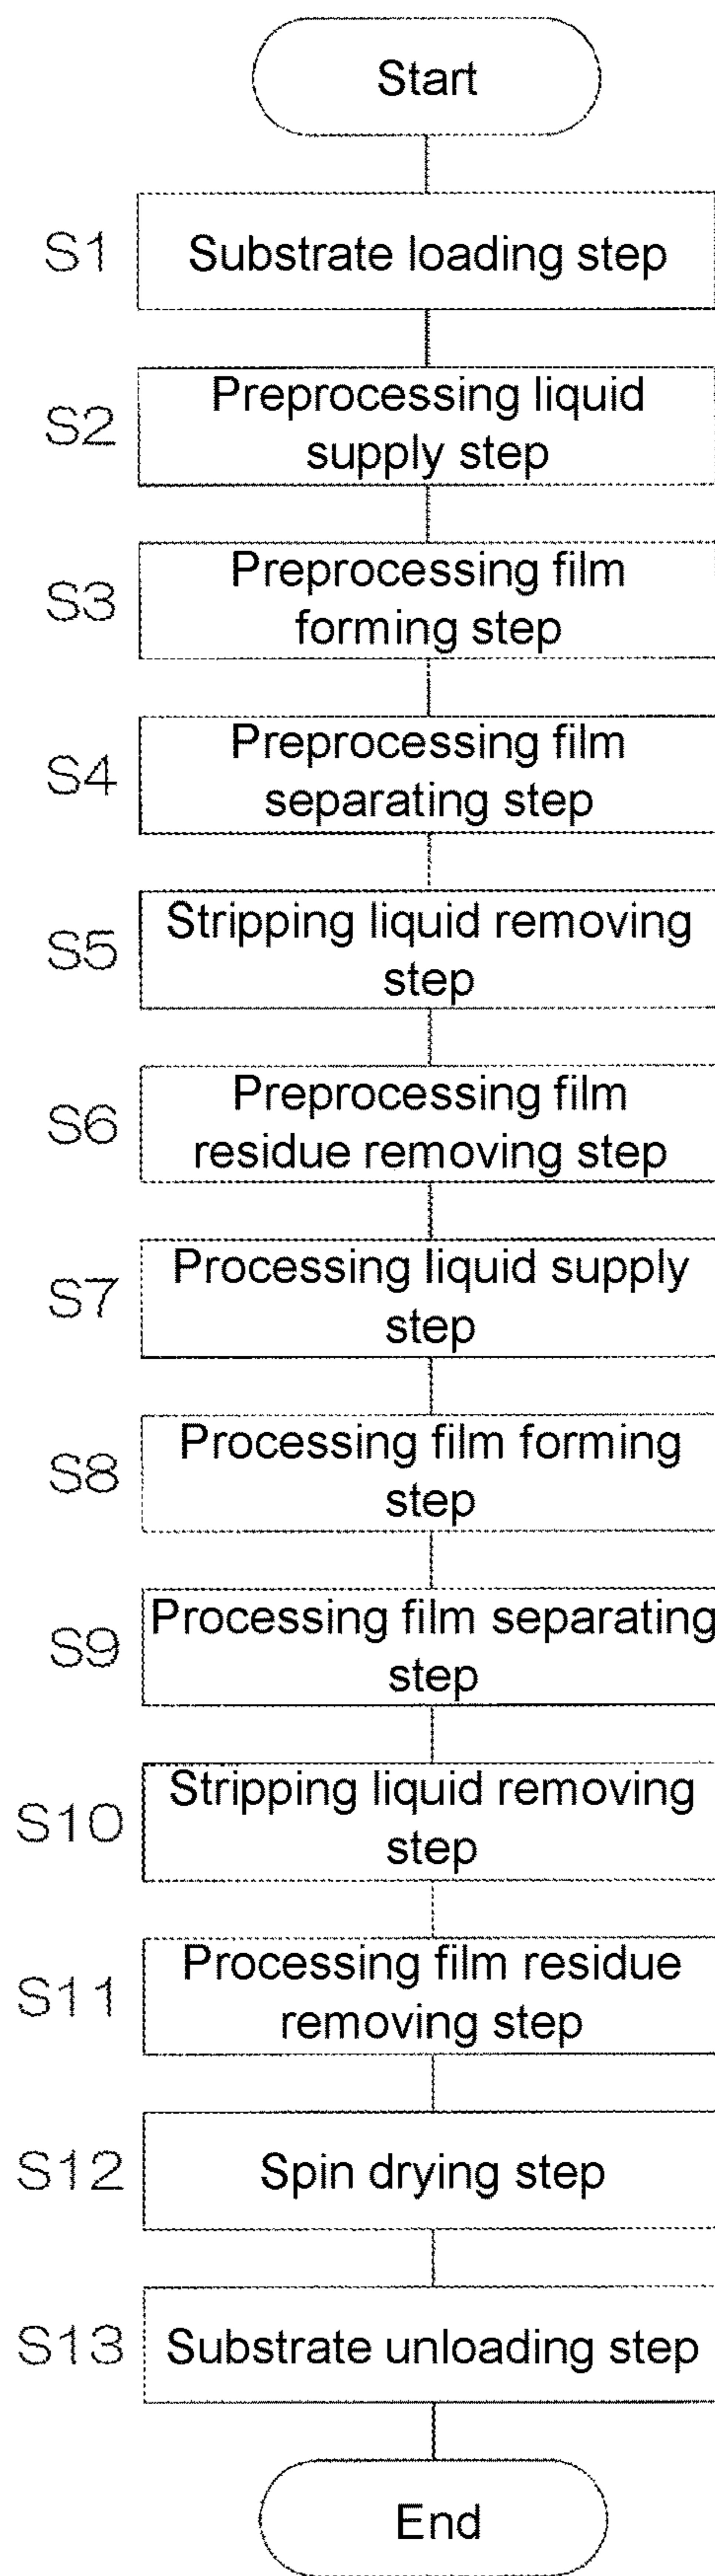 Start
S1
Substrate loading step
S2
Preprocessing liquid
supply step
S3
Preprocessing film
forming step
S4
Preprocessing film
separating step
S5
Stripping liquid removing
step
S6
Preprocessing film
residue removing step
S7
Processing liquid supply
step
S8
Processing film forming
step
S9
Processing film separating
step
S10
Stripping liquid removing
step
S11
Processing film residue
removing step
S12
Spin drying step
S13
Substrate unloading step
End